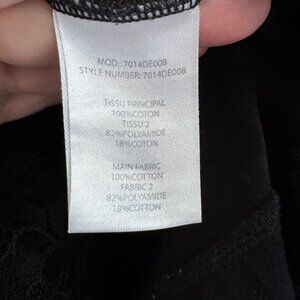 MOD.: 7014DE008
STYLE NUMBER: 7014DE008
TISSU PRINCIPAL
100%COTON
TISSU 2
82%POLYAMIDE
18%COTON
MAIN FABRIC
100%COTTON
FABRIC 2
82%POLYAMIDE
18%COTTON